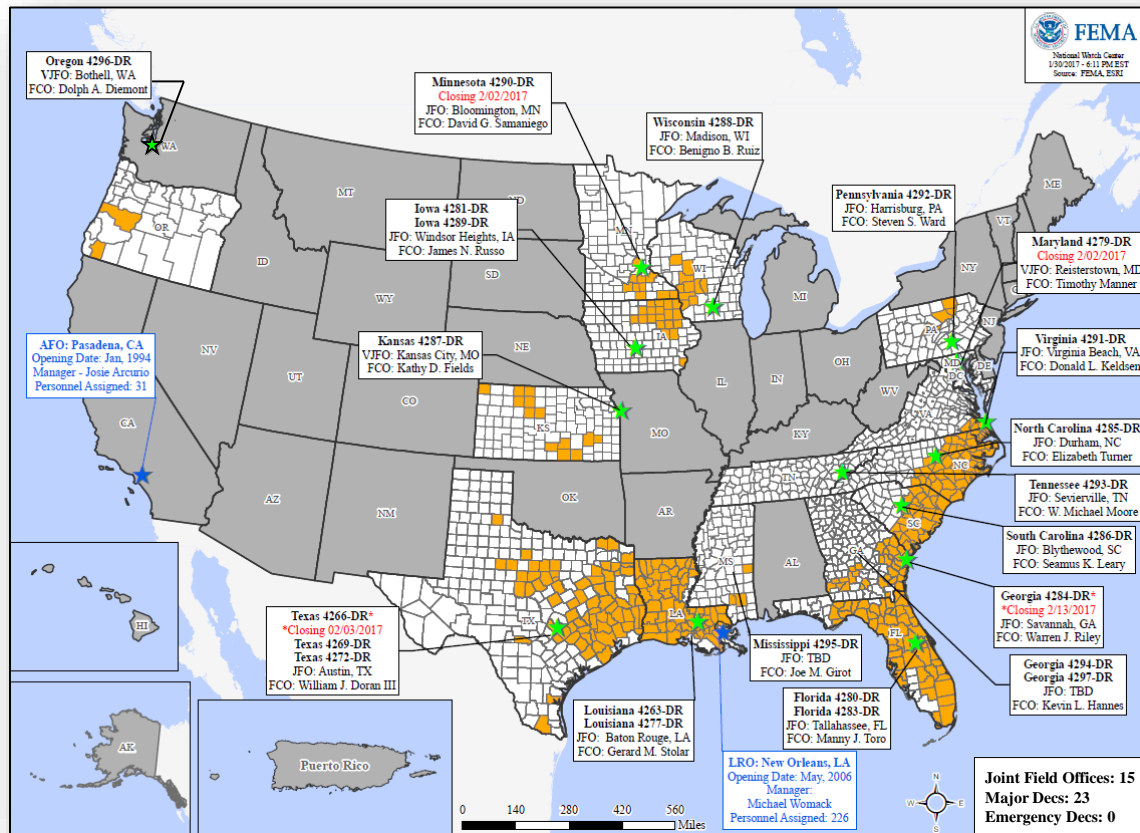 FEMA
National Watch Center
1/30/2017 - 6:11 PM EST
Source: FEMA, ESRI
Oregon 4296-DR
VJFO: Bothell, WA
FCO: Dolph A. Diemont
Minnesota 4290-DR
Closing 2/02/2017
JFO: Bloomington, MN
FCO: David G. Samaniego
Wisconsin 4288-DR
JFO: Madison, WI
FCO: Benigno B. Ruiz
Pennsylvania 4292-DR
JFO: Harrisburg, PA
FCO: Steven S. Ward
Iowa 4281-DR
Iowa 4289-DR
JFO: Windsor Heights, IA
FCO: James N. Russo
Maryland 4279-DR
Closing 2/02/2017
VJFO: Reisterstown, MD
FCO: Timothy Manner
Kansas 4287-DR
VJFO: Kansas City, MO
FCO: Kathy D. Fields
AFO: Pasadena, CA
Opening Date: Jan, 1994
Manager - Josie Arcurio
Personnel Assigned: 31
Virginia 4291-DR
JFO: Virginia Beach, VA
FCO: Donald L. Keldsen
North Carolina 4285-DR
JFO: Durham, NC
FCO: Elizabeth Turner
Tennessee 4293-DR
JFO: Sevierville, TN
FCO: W. Michael Moore
South Carolina 4286-DR
JFO: Blythewood, SC
FCO: Seamus K. Leary
Georgia 4284-DR*
*Closing 2/13/2017
JFO: Savannah, GA
FCO: Warren J. Riley
Georgia 4294-DR
Georgia 4297-DR
JFO: TBD
FCO: Kevin L. Hannes
Texas 4266-DR*
*Closing 02/03/2017
Texas 4269-DR
Texas 4272-DR
JFO: Austin, TX
FCO: William J. Doran III
Mississippi 4295-DR
JFO: TBD
FCO: Joe M. Girot
Florida 4280-DR
Florida 4283-DR
JFO: Tallahassee, FL
FCO: Manny J. Toro
Louisiana 4263-DR
Louisiana 4277-DR
JFO: Baton Rouge, LA
FCO: Gerard M. Stolar
LRO: New Orleans, LA
Opening Date: May, 2006
Manager:
Michael Womack
Personnel Assigned: 226
WA
MT
ND
MN
WI
ME
VT
NY
OR
ID
SD
WY
MI
PA
NJ
IA
NE
NV
UT
CO
CA
KS
MO
IL
IN
OH
WV
MD
DE
DC
VA
KY
AZ
NM
OK
AR
TN
NC
SC
MS
AL
GA
TX
LA
FL
HI
AK
Puerto Rico
0 140 280 420 560
Miles
N
W E
S
Joint Field Offices: 15
Major Decs: 23
Emergency Decs: 0